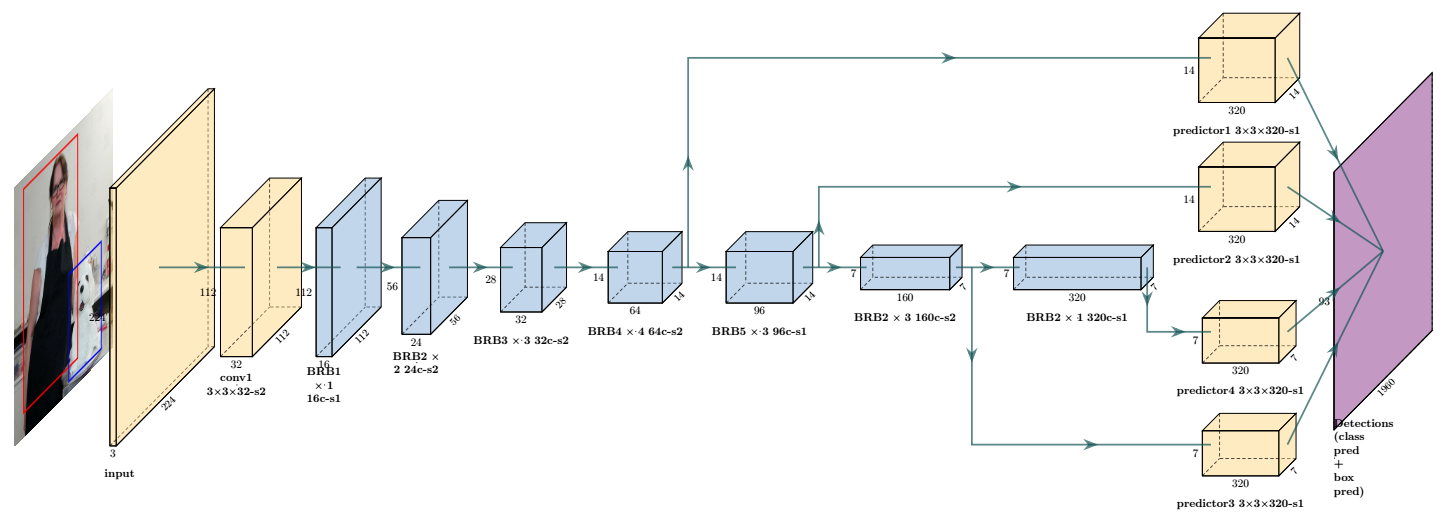 224
3
224
input
112
32
112
conv1
3×3×32-s2
112
16
112
BRB1
×·1
16c-s1
56
24
56
BRB2 ×
2 24c-s2
28
32
28
BRB3 ×·3 32c-s2
14
64
14
BRB4 ×·4 64c-s2
14
96
14
BRB5 ×·3 96c-s1
7
160
7
BRB2 × 3 160c-s2
7
320
7
BRB2 × 1 320c-s1
14
320
14
predictor1 3×3×320-s1
14
320
14
predictor2 3×3×320-s1
7
320
7
predictor4 3×3×320-s1
7
320
7
predictor3 3×3×320-s1
93
1960
Detections
(class
pred
+
box
pred)